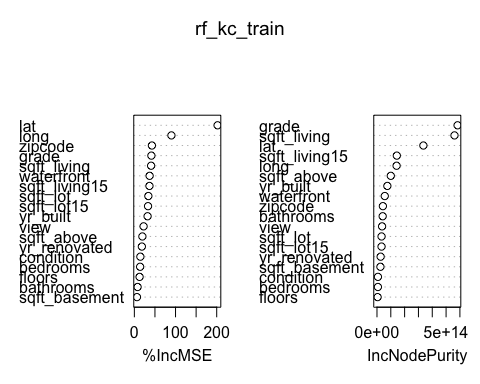 rf_kc_train
lat
long
zipcode
grade
sqft_living
waterfront
sqft_living15
sqft_lot
sqft_lot15
yr_built
view
sqft_above
yr_renovated
condition
bedrooms
floors
bathrooms
sqft_basement
0 100 200
%IncMSE
grade
sqft_living
lat
sqft_living15
long
sqft_above
yr_built
waterfront
zipcode
bathrooms
view
sqft_lot
sqft_lot15
yr_renovated
sqft_basement
condition
bedrooms
floors
0e+00 5e+14
IncNodePurity